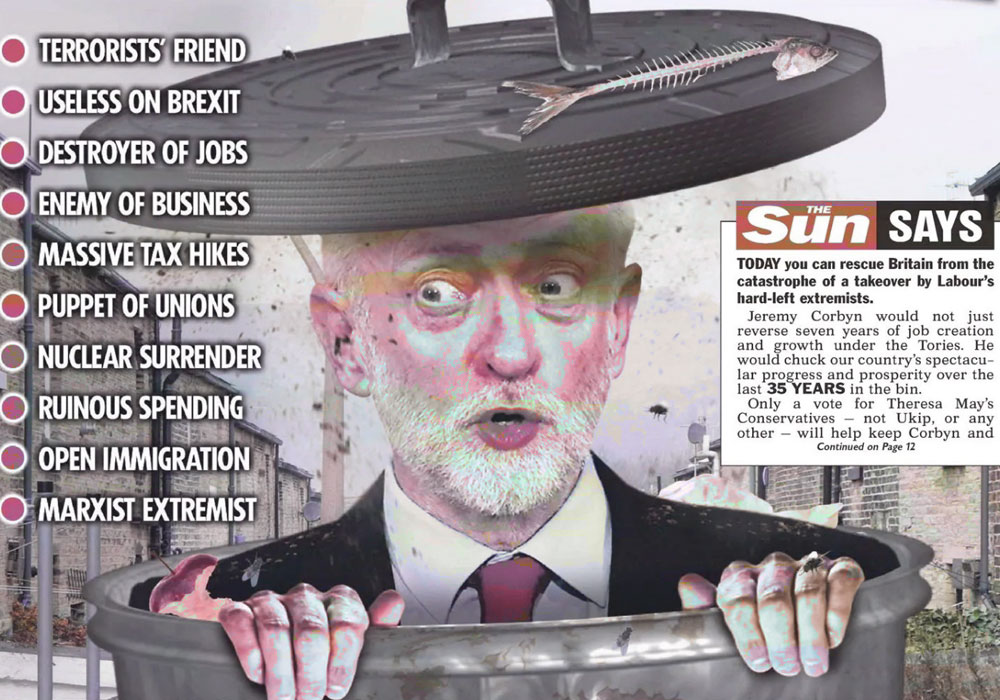 TERRORISTS' FRIEND
USELESS ON BREXIT
DESTROYER OF JOBS
ENEMY OF BUSINESS
MASSIVE TAX HIKES
PUPPET OF UNIONS
NUCLEAR SURRENDER
RUINOUS SPENDING
OPEN IMMIGRATION
MARXIST EXTREMIST
THE
Sun SAYS
TODAY you can rescue Britain from the
catastrophe of a takeover by Labour's
hard-left extremists.
Jeremy Corbyn would not just
reverse seven years of job creation
and growth under the Tories. He
would chuck our country's spectacu-
lar progress and prosperity over the
last 35 YEARS in the bin.
Only a vote for Theresa May's
Conservatives – not Ukip, or any
other – will help keep Corbyn and
Continued on Page 12